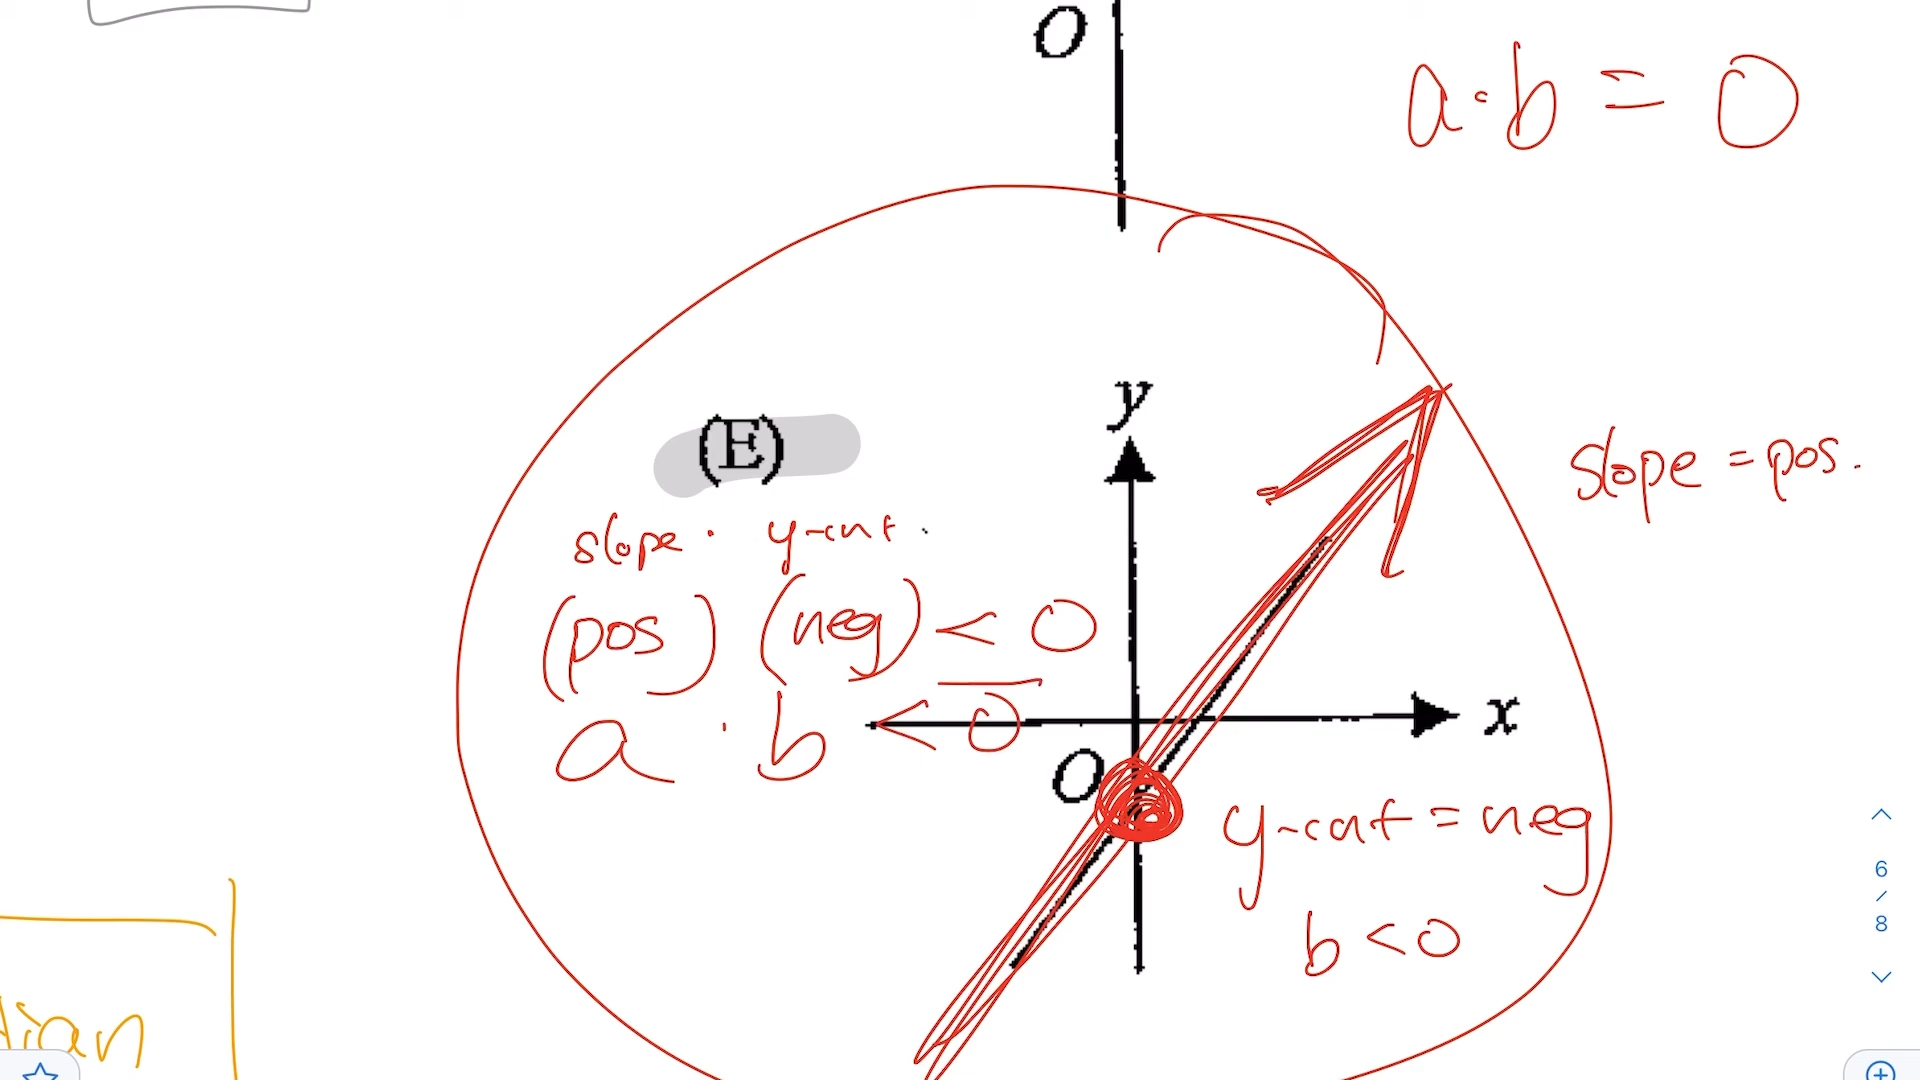 O
a · b = 0
y
(E)
slope = pos.
slope · y-int.
(pos) (neg) < 0
a · b < 0
x
O
y-int = neg
b < 0
6
/
8